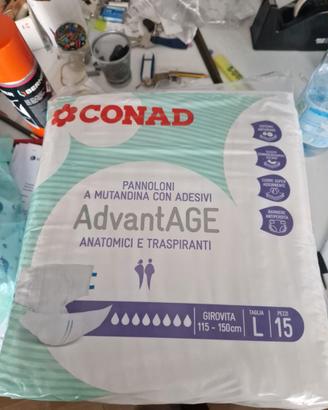 CONAD
PANNOLONI
A MUTANDINA CON ADESIVI
AdvantAGE
ANATOMICI E TRASPIRANTI
GIROVITA
115 - 150cm
TAGLIA
L
PEZZI
15